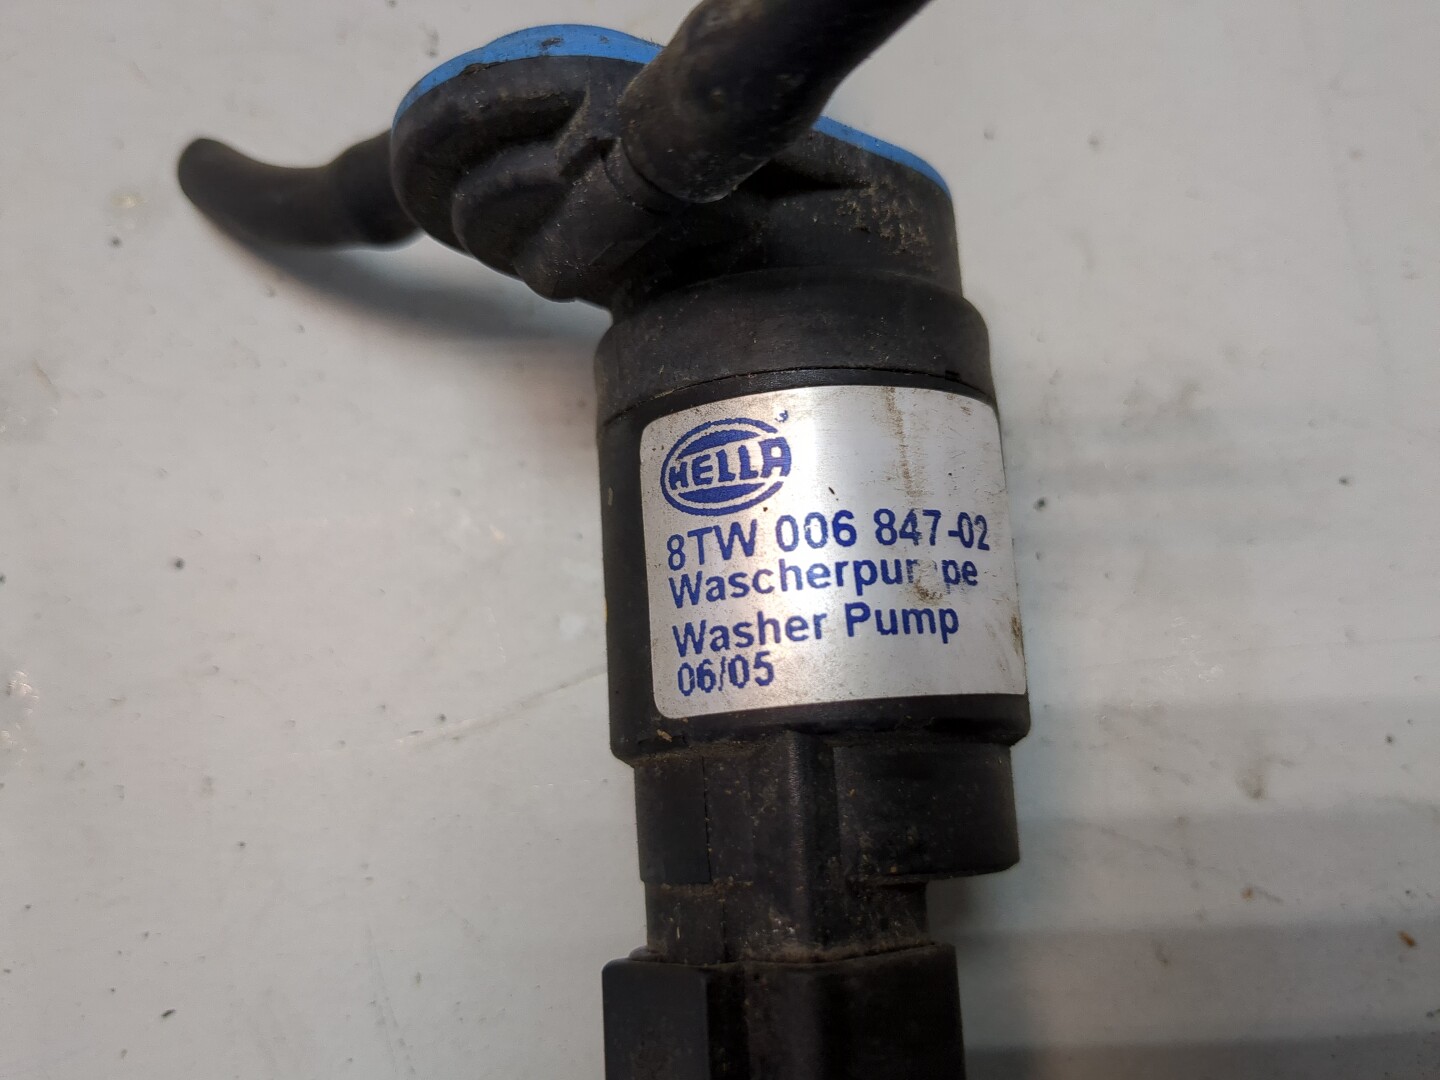 HELLA
8TW 006 847-02
Wascherpumpe
Washer Pump
06/05